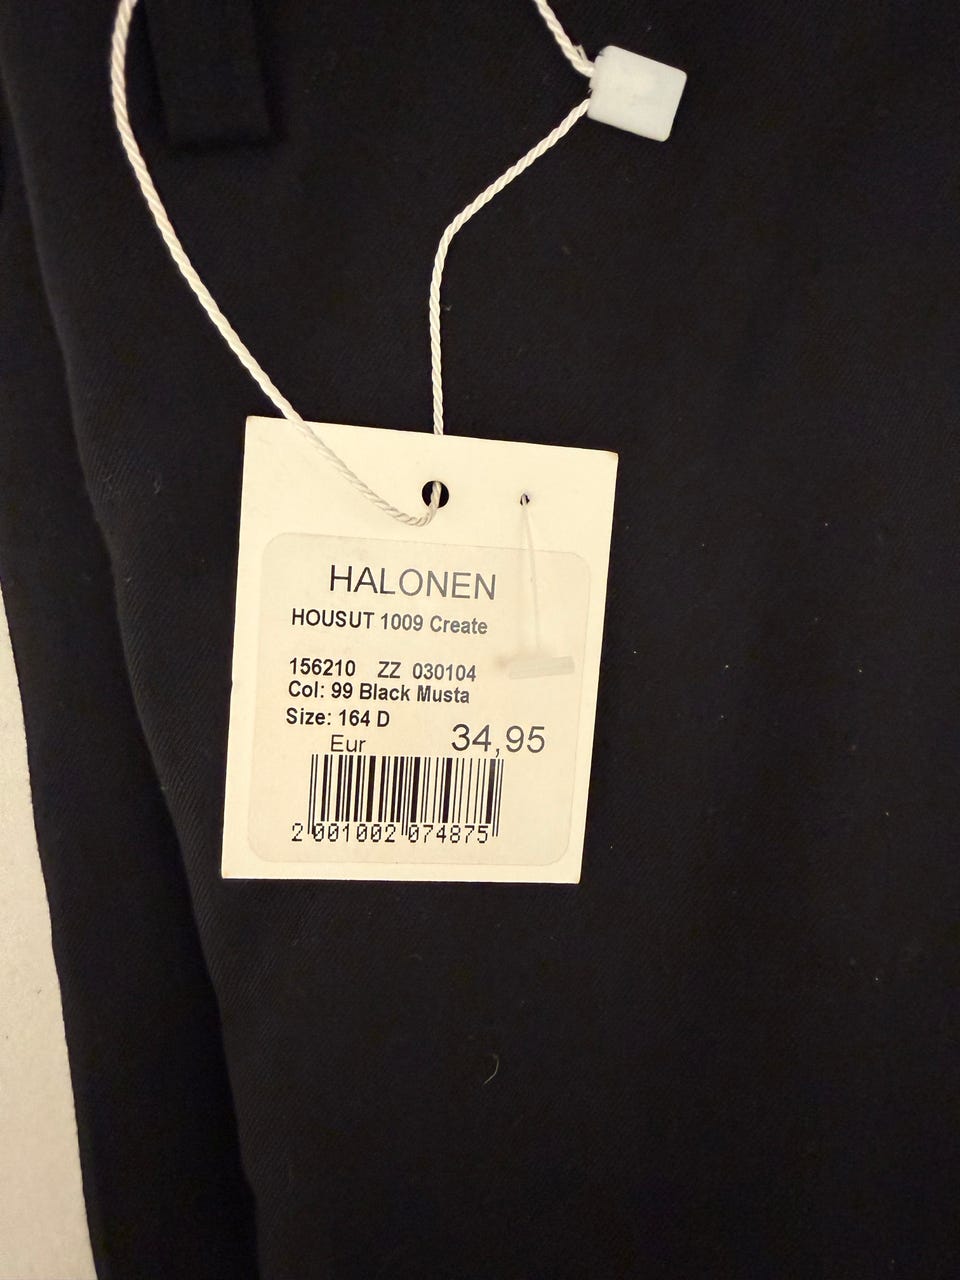 HALONEN
HOUSUT 1009 Create
156210 ZZ 030104
Col: 99 Black Musta
Size: 164 D
Eur 34,95
2 001002 074875